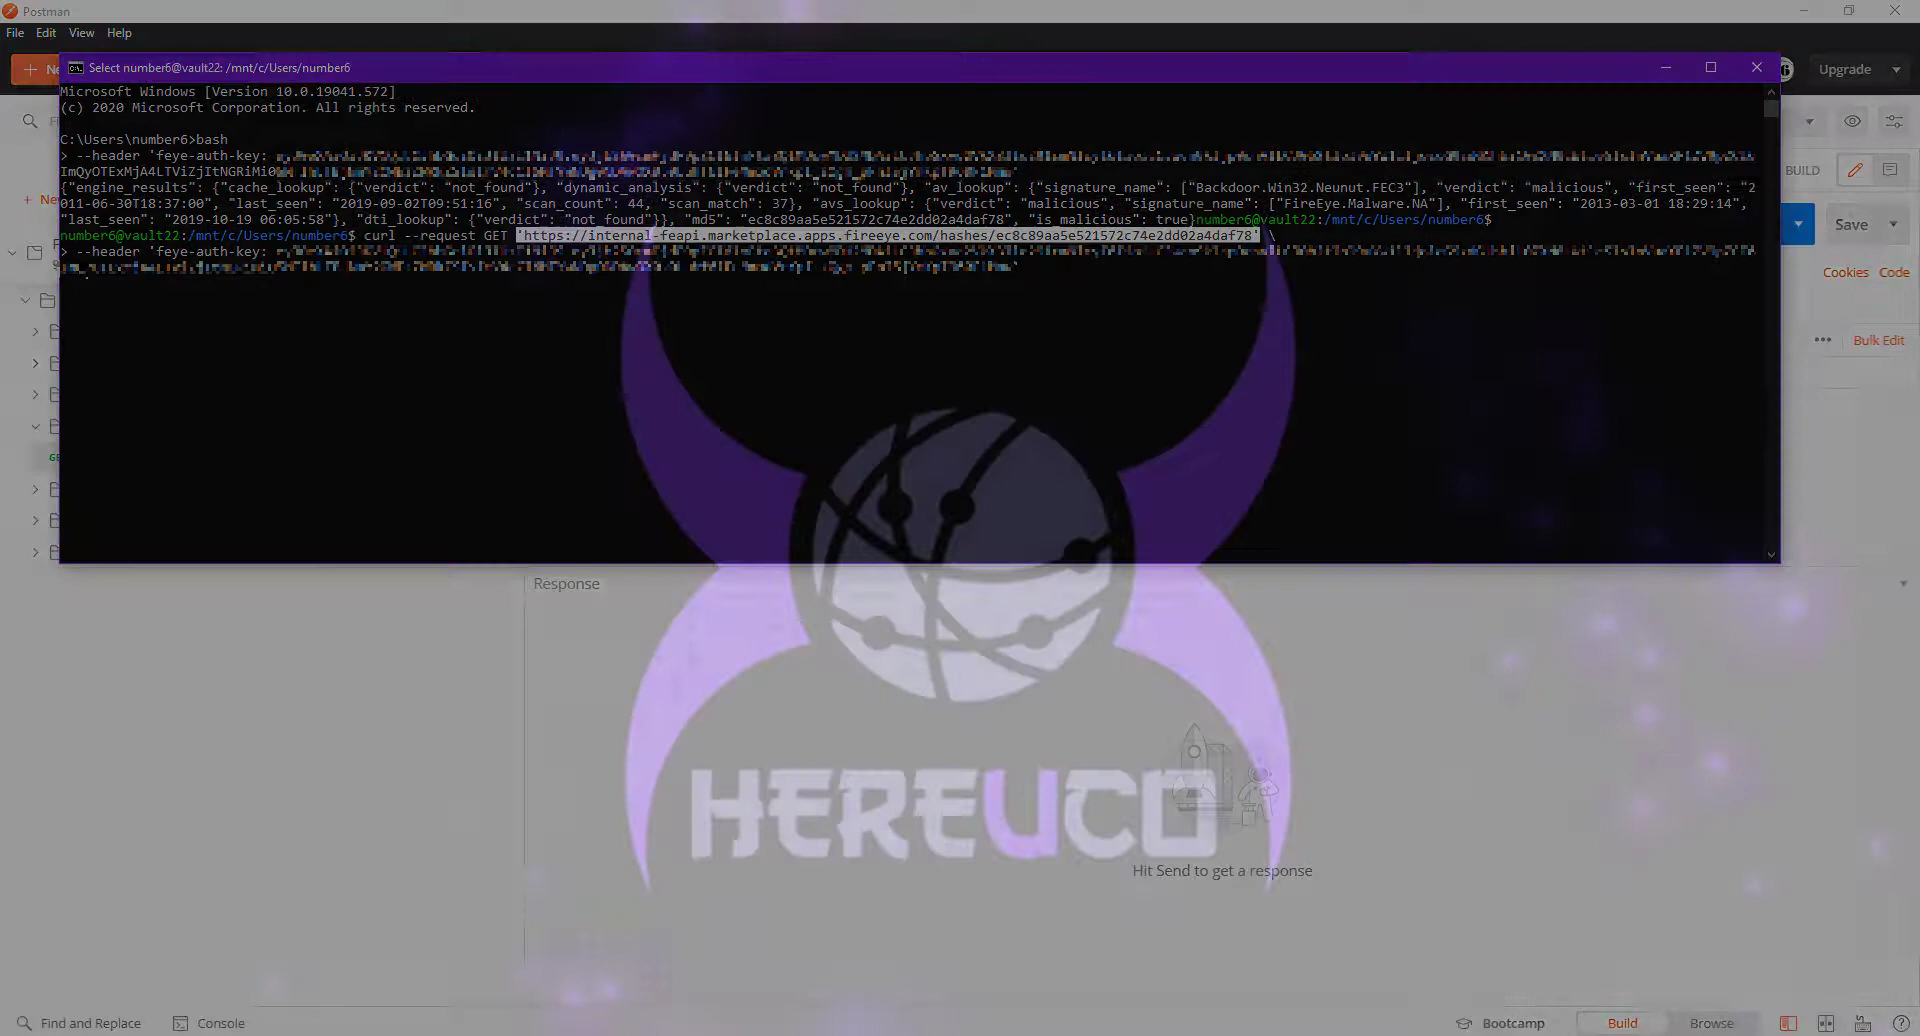 Postman
File Edit View Help
Select number6@vault22: /mnt/c/Users/number6
Upgrade
Microsoft Windows [Version 10.0.19041.572]
(c) 2020 Microsoft Corporation. All rights reserved.
C:\Users\number6>bash
> --header 'feye-auth-key:
BUILD
{"engine_results": {"cache_lookup": {"verdict": "not_found"}, "dynamic_analysis": {"verdict": "not_found"}, "av_lookup": {"signature_name": ["Backdoor.Win32.Neunut.FEC3"], "verdict": "malicious", "first_seen": "2
011-06-30T18:37:00", "last_seen": "2019-09-02T09:51:16", "scan_count": 44, "scan_match": 37}, "avs_lookup": {"verdict": "malicious", "signature_name": ["FireEye.Malware.NA"], "first_seen": "2013-03-01 18:29:14",
"last_seen": "2019-10-19 06:05:58"}, "dti_lookup": {"verdict": "not_found"}}, "md5": "ec8c89aa5e521572c74e2dd02a4daf78", "is_malicious": true}number6@vault22:/mnt/c/Users/number6$
Save
number6@vault22:/mnt/c/Users/number6$ curl --request GET 'https://internal-feapi.marketplace.apps.fireeye.com/hashes/ec8c89aa5e521572c74e2dd02a4daf78' \
> --header 'feye-auth-key:
Cookies Code
Bulk Edit
GE
Response
HEREUCO
Hit Send to get a response
Find and Replace Console Bootcamp Build Browse